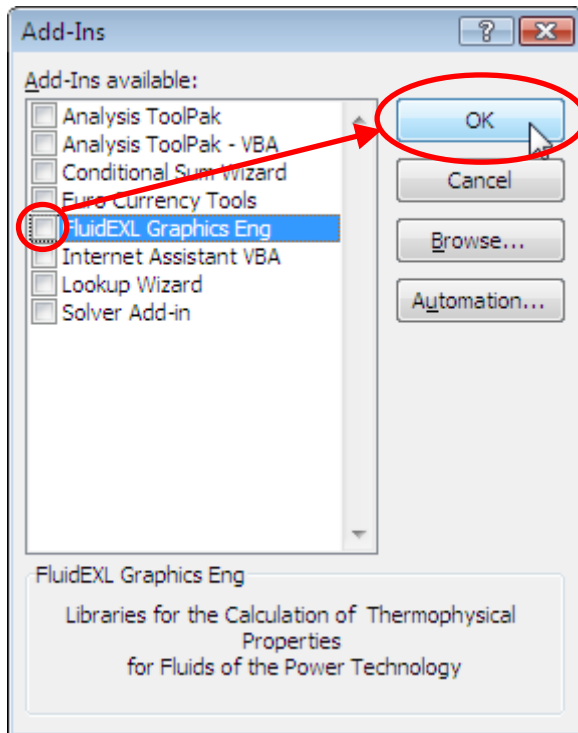 Add-Ins
Add-Ins available:
Analysis ToolPak
Analysis ToolPak - VBA
Conditional Sum Wizard
Euro Currency Tools
FluidEXL Graphics Eng
Internet Assistant VBA
Lookup Wizard
Solver Add-in
OK
Cancel
Browse...
Automation...
FluidEXL Graphics Eng
Libraries for the Calculation of Thermophysical
Properties
for Fluids of the Power Technology